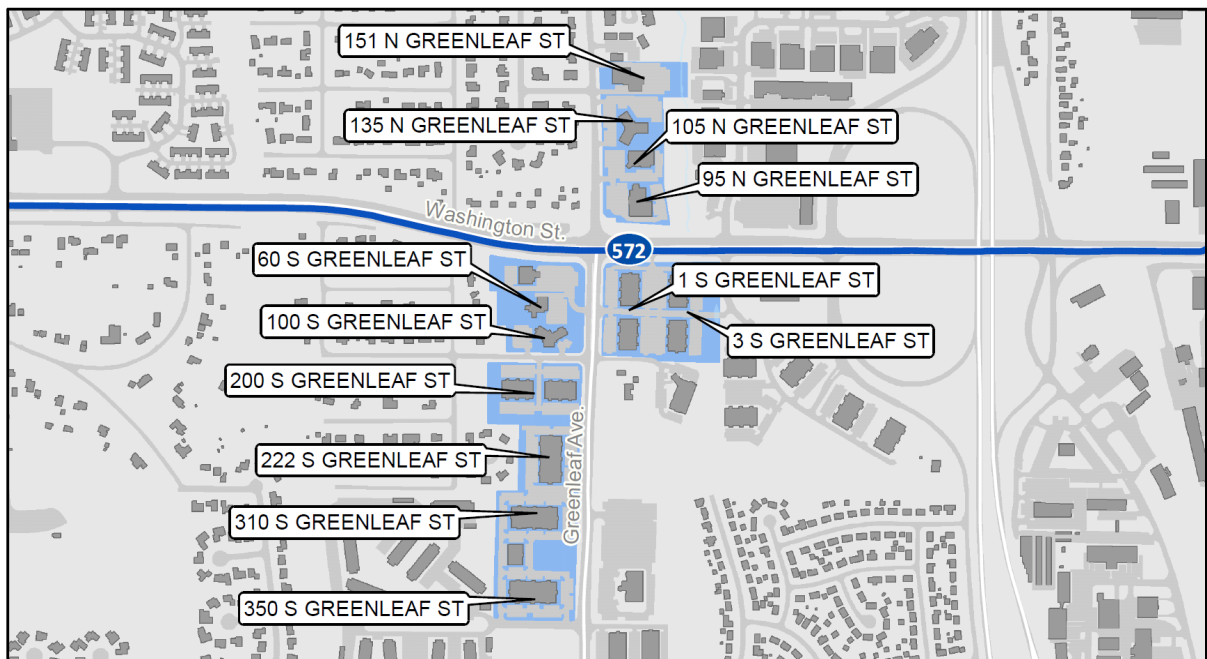 151 N GREENLEAF ST
135 N GREENLEAF ST
105 N GREENLEAF ST
95 N GREENLEAF ST
Washington St.
572
60 S GREENLEAF ST
1 S GREENLEAF ST
100 S GREENLEAF ST
3 S GREENLEAF ST
200 S GREENLEAF ST
Greenleaf Ave.
222 S GREENLEAF ST
310 S GREENLEAF ST
350 S GREENLEAF ST